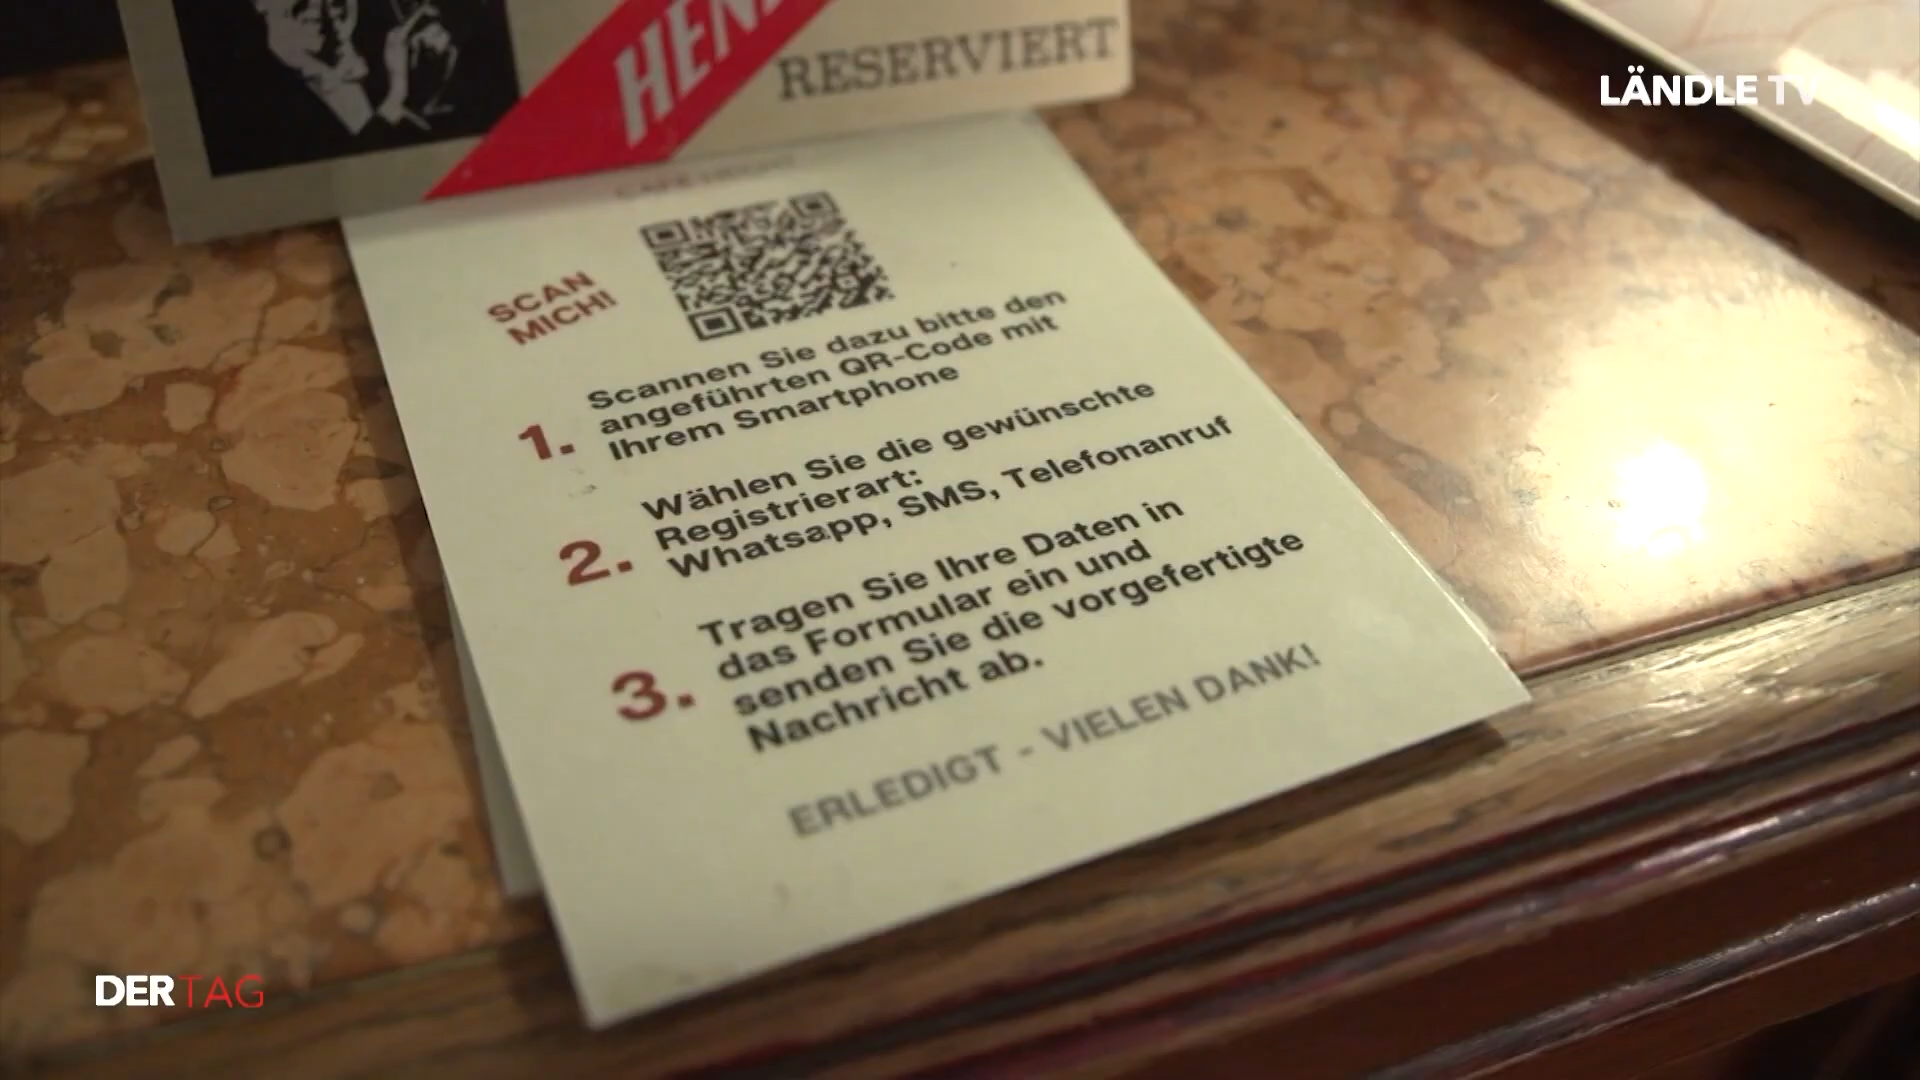 RESERVIERT
LÄNDLE TV
SCAN
MICH!
1. Scannen Sie dazu bitte den
angeführten QR-Code mit
Ihrem Smartphone
2. Wählen Sie die gewünschte
Registrierart:
Whatsapp, SMS, Telefonanruf
3. Tragen Sie Ihre Daten in
das Formular ein und
senden Sie die vorgefertigte
Nachricht ab.
ERLEDIGT - VIELEN DANK!
DERTAG